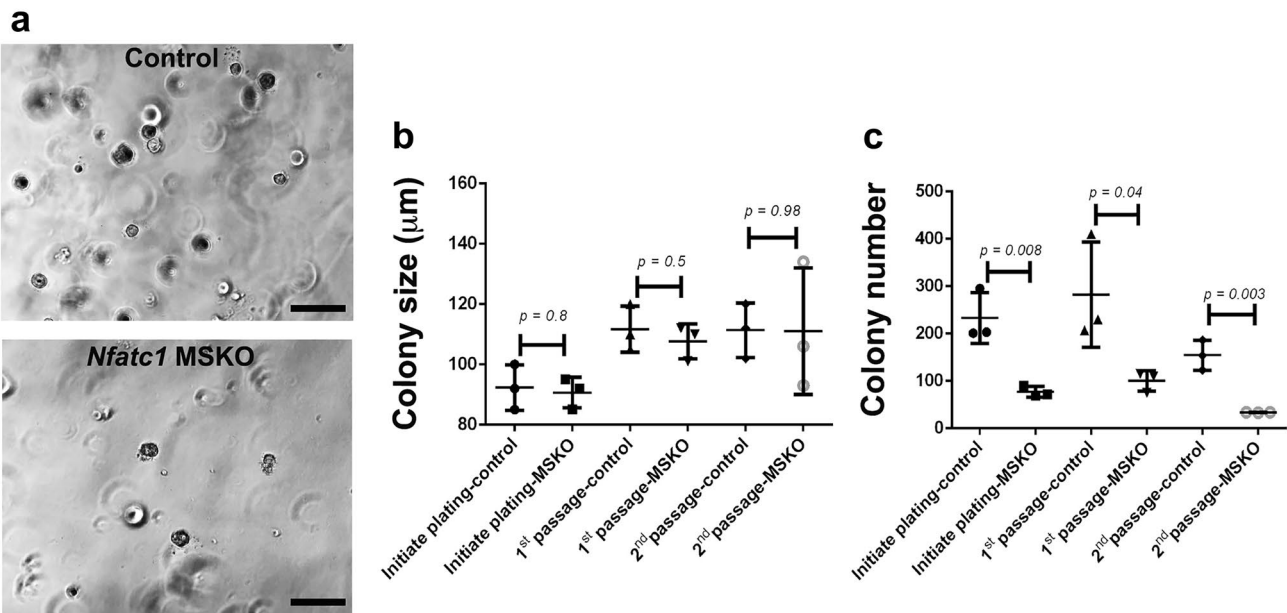 a
Control
Nfatc1 MSKO
b
Colony size (μm)
160
140
120
100
80
p = 0.8
p = 0.5
p = 0.98
Initiate plating-control
Initiate plating-MSKO
1st passage-control
1st passage-MSKO
2nd passage-control
2nd passage-MSKO
c
Colony number
500
400
300
200
100
0
p = 0.008
p = 0.04
p = 0.003
Initiate plating-control
Initiate plating-MSKO
1st passage-control
1st passage-MSKO
2nd passage-control
2nd passage-MSKO